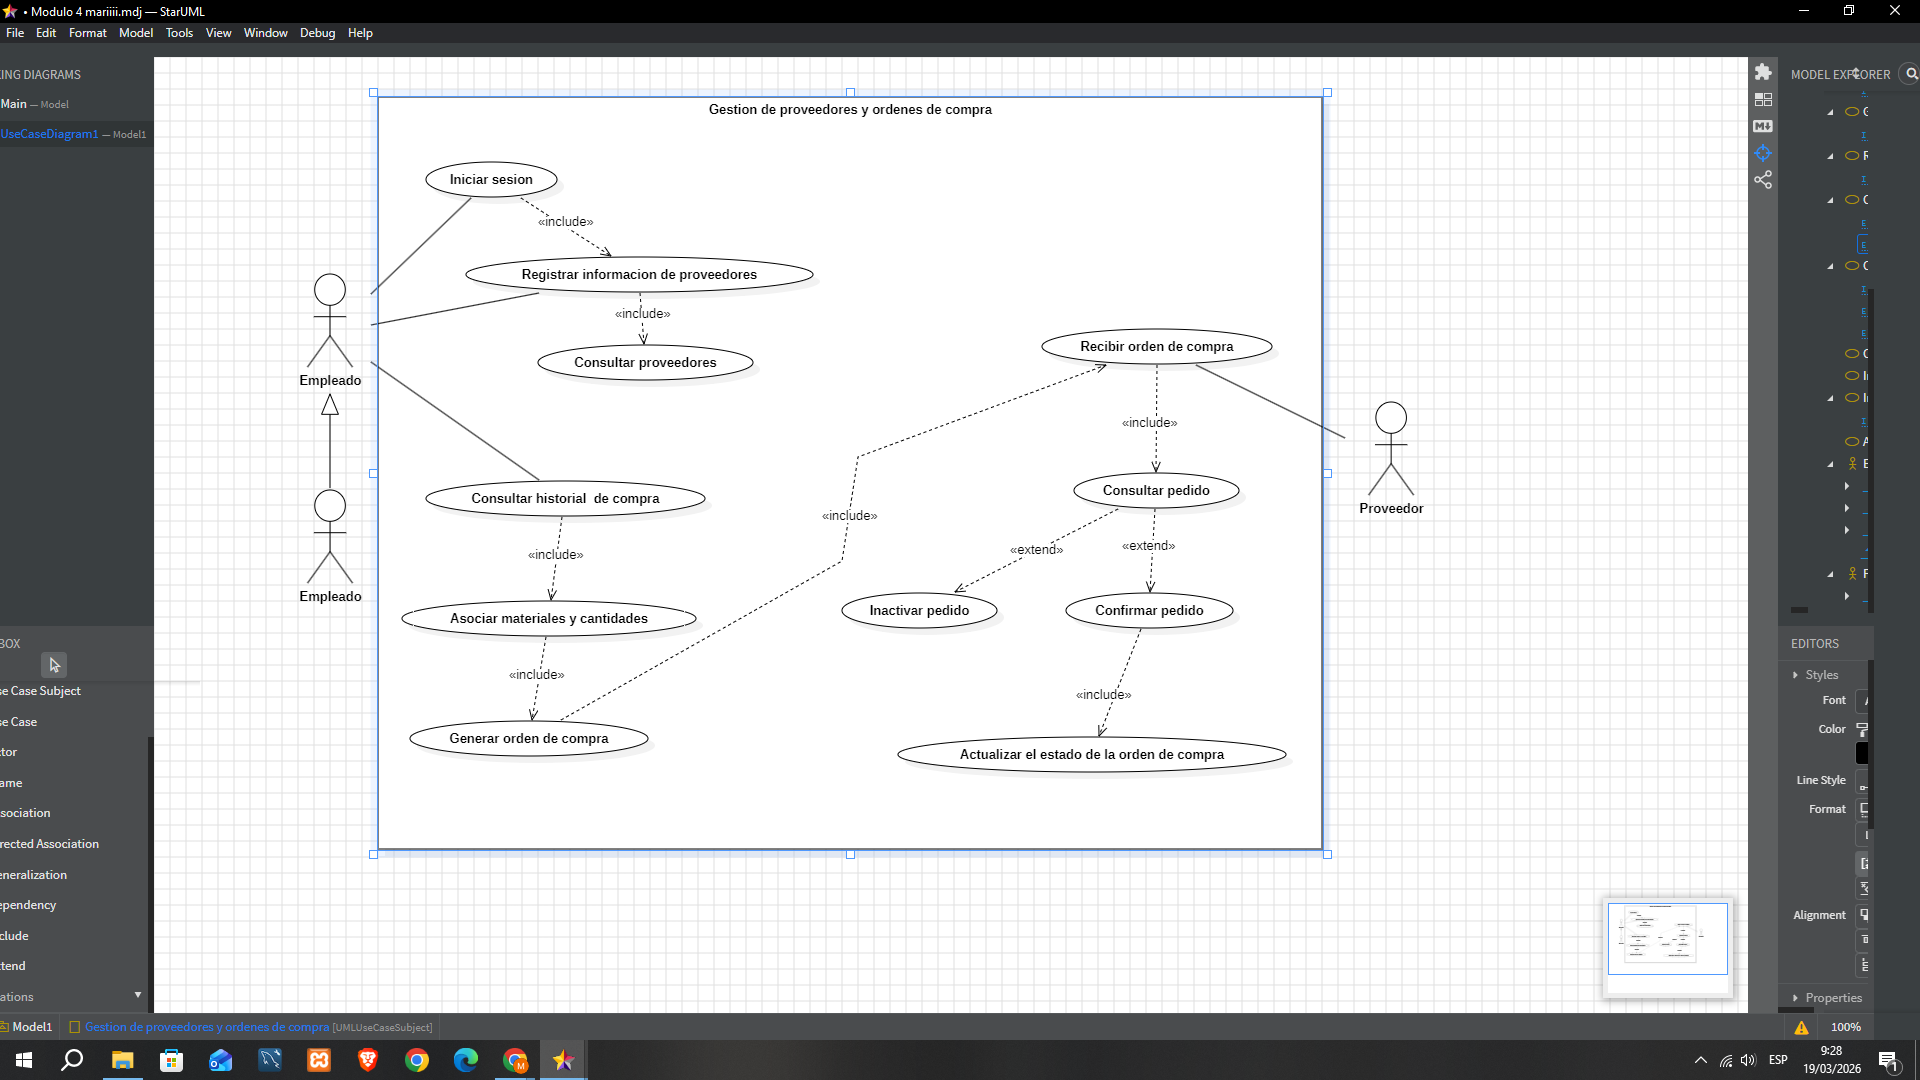 • Modulo 4 mariiii.mdj — StarUML
File Edit Format Model Tools View Window Debug Help
KING DIAGRAMS
Main — Model
UseCaseDiagram1 — Model1
Gestion de proveedores y ordenes de compra
Iniciar sesion
«include»
Registrar informacion de proveedores
«include»
Consultar proveedores
Empleado
Consultar historial  de compra
«include»
Asociar materiales y cantidades
«include»
Generar orden de compra
Empleado
«include»
Recibir orden de compra
«include»
Consultar pedido
«extend»
«extend»
Inactivar pedido
Confirmar pedido
«include»
Actualizar el estado de la orden de compra
Proveedor
BOX
se Case Subject
se Case
ctor
ame
sociation
rected Association
eneralization
ependency
clude
tend
ations
MODEL EXPLORER
EDITORS
Styles
Font
Color
Line Style
Format
Alignment
Properties
Model1
Gestion de proveedores y ordenes de compra [UMLUseCaseSubject]
100%
ESP
9:28
19/03/2026
1